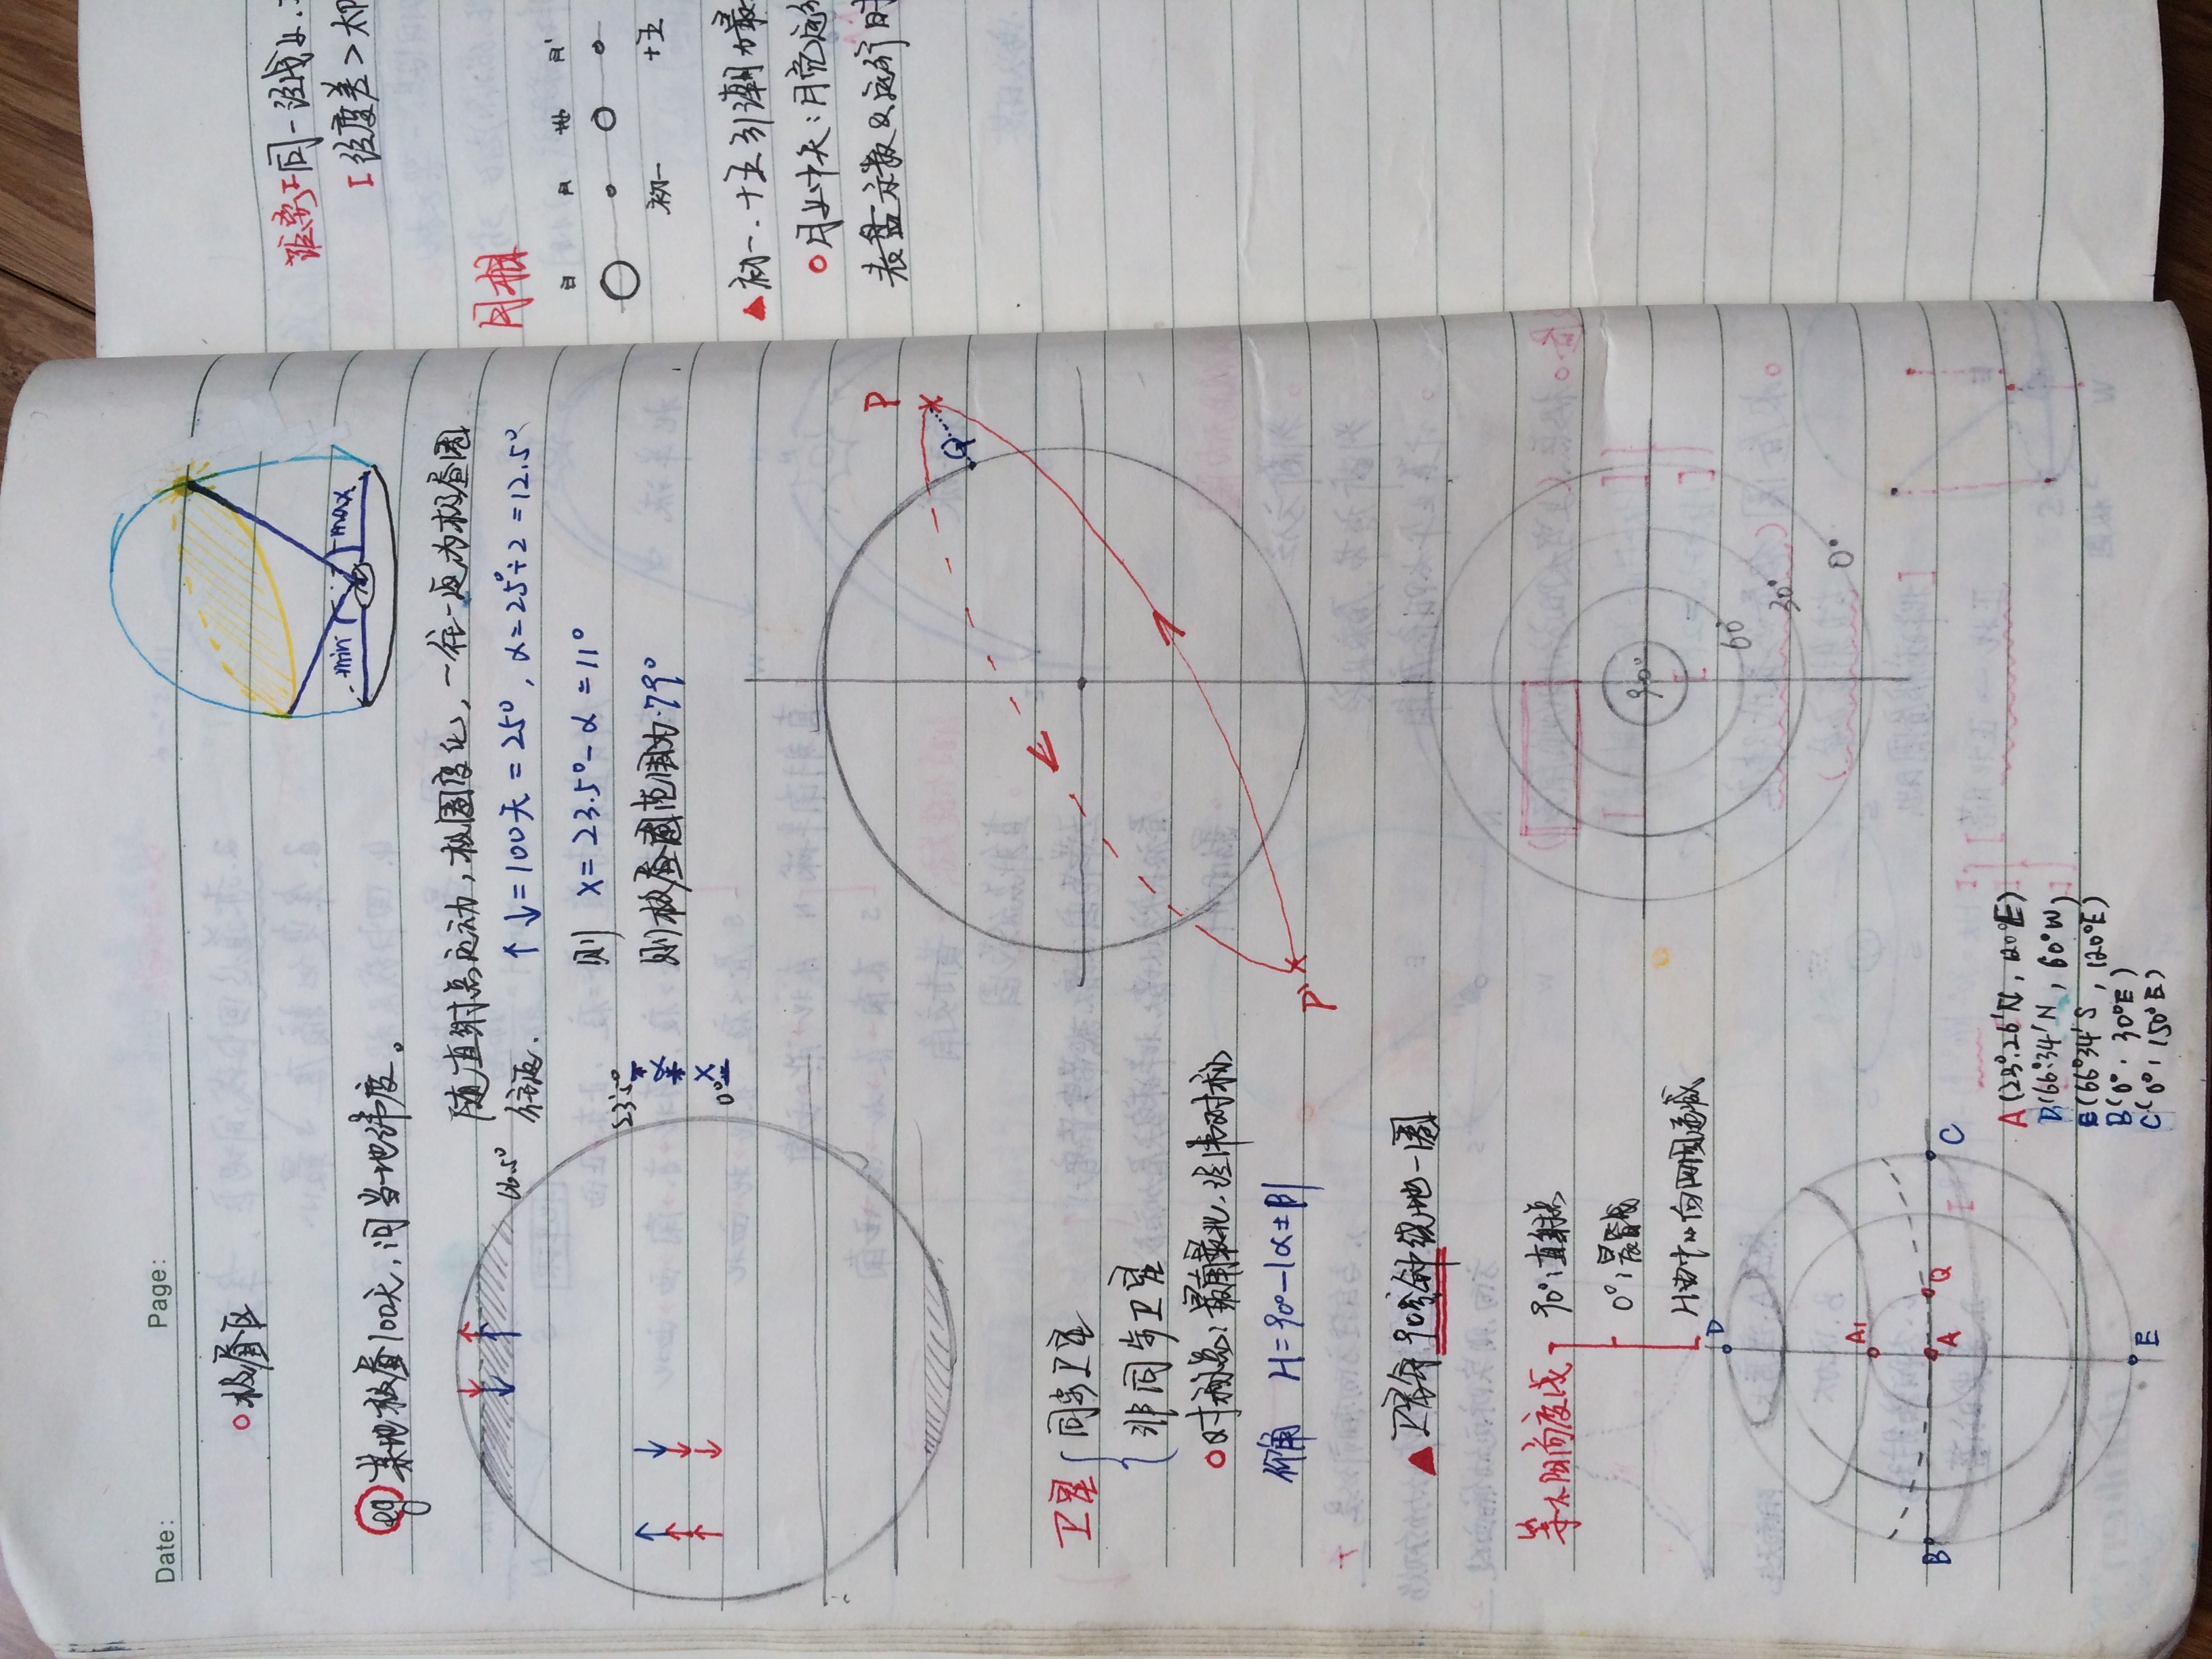 Date: Page:
极昼区
min max
eg 某地极昼100天,问当地纬度。
随直射点运动,极圈变化,一往一返为极昼圈
往返. ↑↓=100天=25°, α=25÷2=12.5°
66.5°
则 x=23.5°-α=11°
23.5°
α
x
0°
则极昼圈范围为79°
P
Q
P'
卫星 同步卫星
非同步卫星
对称点:最南最北.经纬对称
仰角 H=90°-|α±β|
▲卫星每90分钟绕地一圈
等太阳高度线 90°:直射点
0°:晨昏线
H由中心向四周递减
90°
60°
30°
0°
D
A₁
B A Q C
E
A(23°26'N, 120°E)
D(66°34'N, 60°W)
E(66°34'S, 120°E)
B(0°, 30°E)
C(0°, 150°E)
距离 同一经线上.
经度差>太阳
月相
日 月 地 月'
初一 十五
▲初一.十五引潮力最
月上中天:月亮运行
表盘示数&运行时